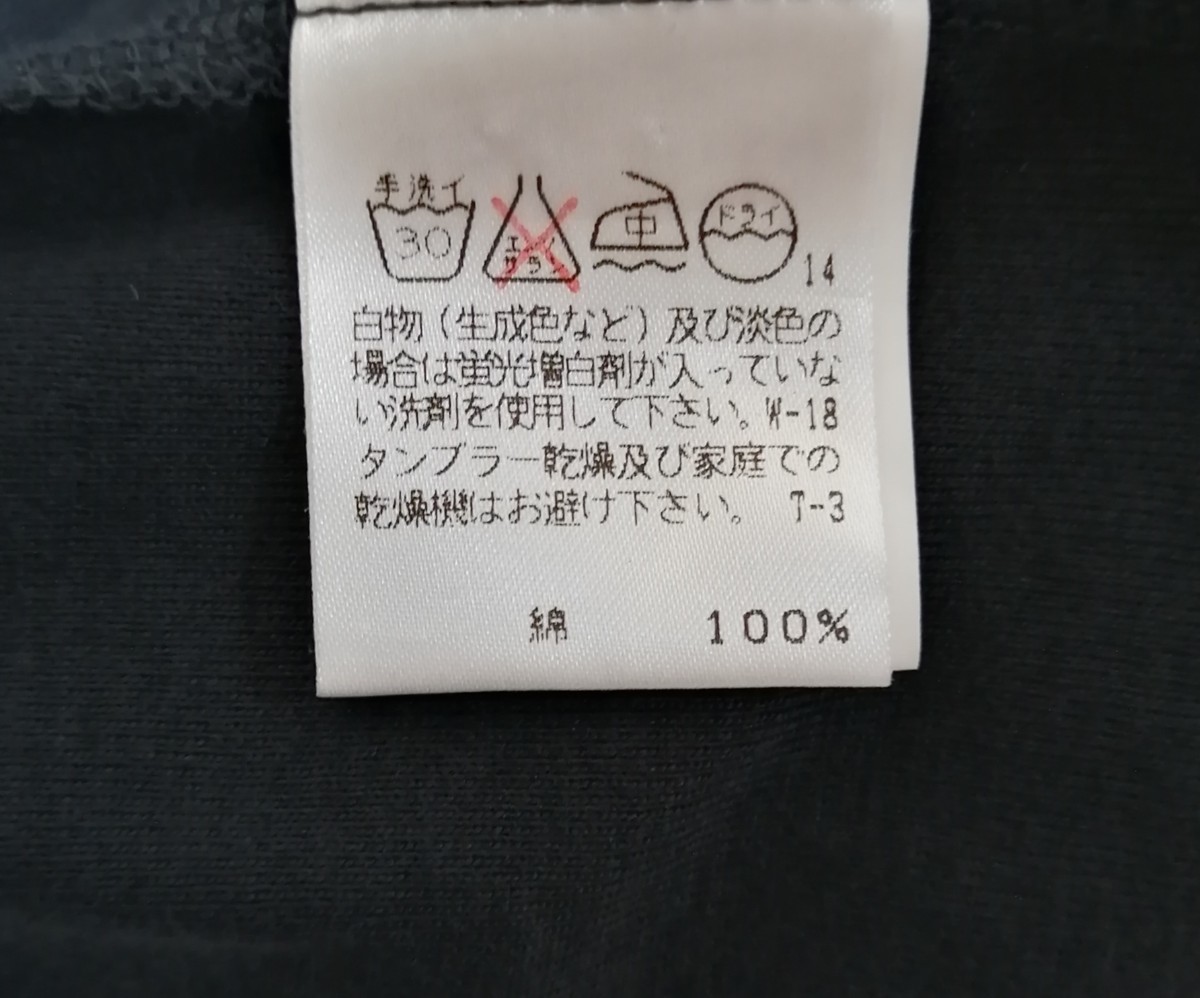 手洗イ
30
エンソ
サラシ
中
ドライ
14
白物(生成色など)及び淡色の
場合は蛍光増白剤が入っていな
い洗剤を使用して下さい。W-18
タンブラー乾燥及び家庭での
乾燥機はお避け下さい。 T-3
綿 100%